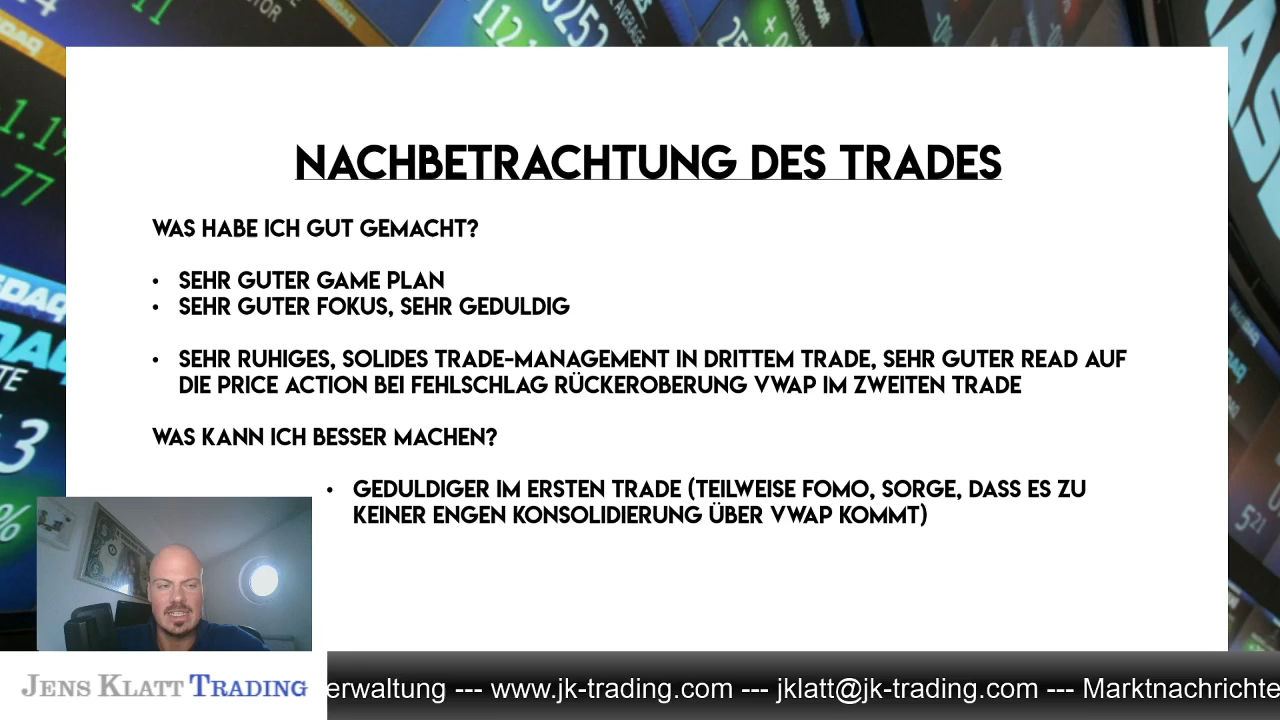 NACHBETRACHTUNG DES TRADES
WAS HABE ICH GUT GEMACHT?
• SEHR GUTER GAME PLAN
• SEHR GUTER FOKUS, SEHR GEDULDIG
• SEHR RUHIGES, SOLIDES TRADE-MANAGEMENT IN DRITTEM TRADE, SEHR GUTER READ AUF
DIE PRICE ACTION BEI FEHLSCHLAG RÜCKEROBERUNG VWAP IM ZWEITEN TRADE
WAS KANN ICH BESSER MACHEN?
• GEDULDIGER IM ERSTEN TRADE (TEILWEISE FOMO, SORGE, DASS ES ZU
KEINER ENGEN KONSOLIDIERUNG ÜBER VWAP KOMMT)
JENS KLATT TRADING
erwaltung --- www.jk-trading.com --- jklatt@jk-trading.com --- Marktnachrichte